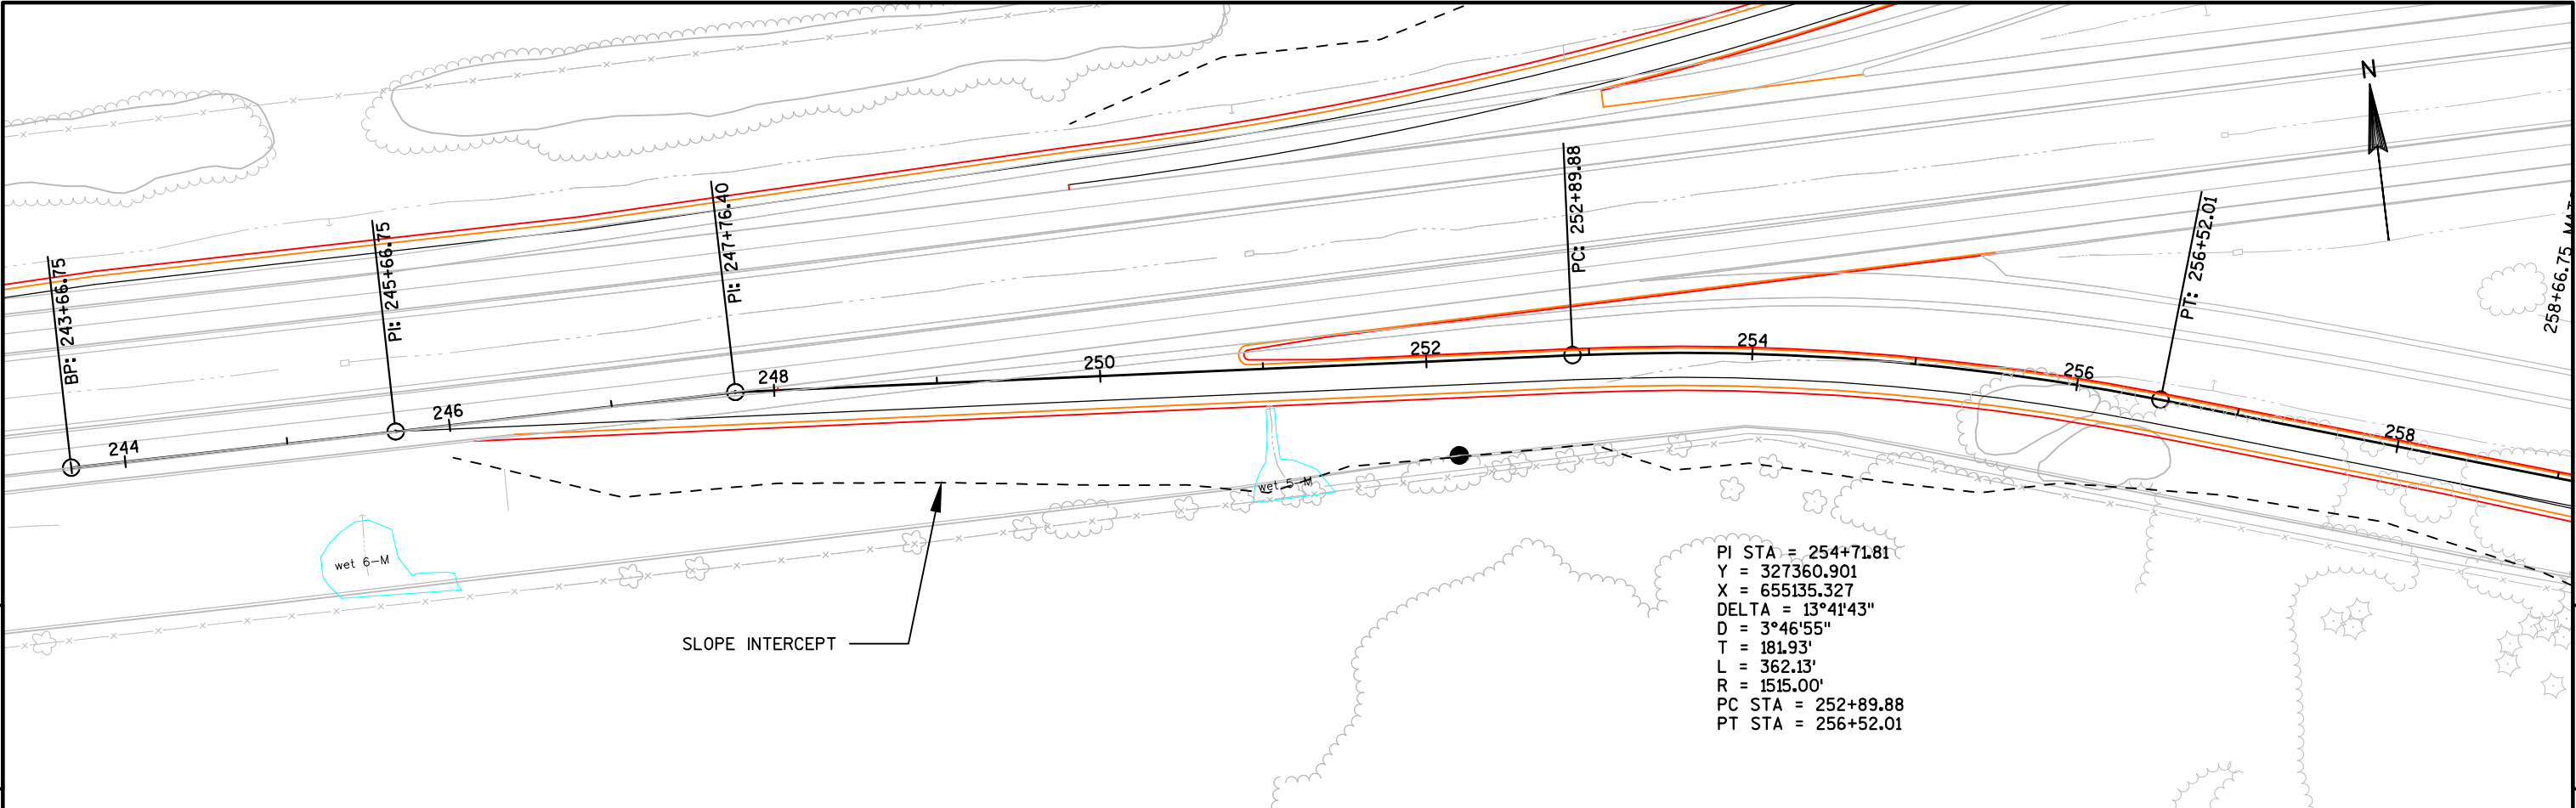 N
BP: 243+66.75
PI: 245+66.75
PI: 247+76.40
PC: 252+89.88
PT: 256+52.01
244
246
248
250
252
254
256
258
wet 5-M
wet 6-M
SLOPE INTERCEPT
PI STA = 254+71.81
Y = 327360.901
X = 655135.327
DELTA = 13°41'43"
D = 3°46'55"
T = 181.93'
L = 362.13'
R = 1515.00'
PC STA = 252+89.88
PT STA = 256+52.01
258+66.75